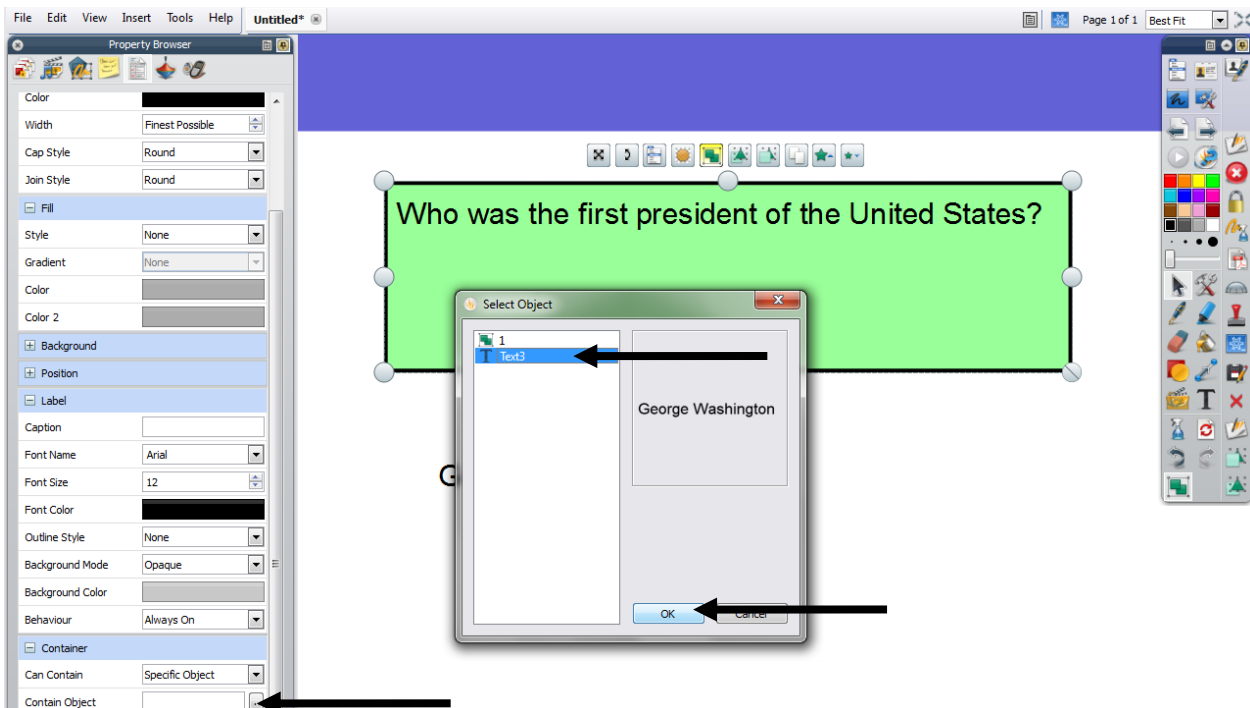 File Edit View Insert Tools Help Untitled*
Page 1 of 1 Best Fit
Property Browser
Color
Width Finest Possible
Cap Style Round
Join Style Round
Fill
Style None
Gradient None
Color
Color 2
Background
Position
Label
Caption
Font Name Arial
Font Size 12
Font Color
Outline Style None
Background Mode Opaque
Background Color
Behaviour Always On
Container
Can Contain Specific Object
Contain Object
Who was the first president of the United States?
Select Object
1
Text3
George Washington
G
OK Cancel